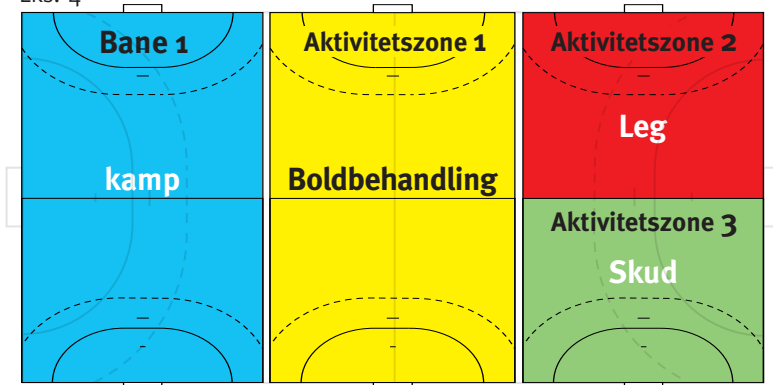 Eks. 4
Bane 1
kamp
Aktivitetszone 1
Boldbehandling
Aktivitetszone 2
Leg
Aktivitetszone 3
Skud